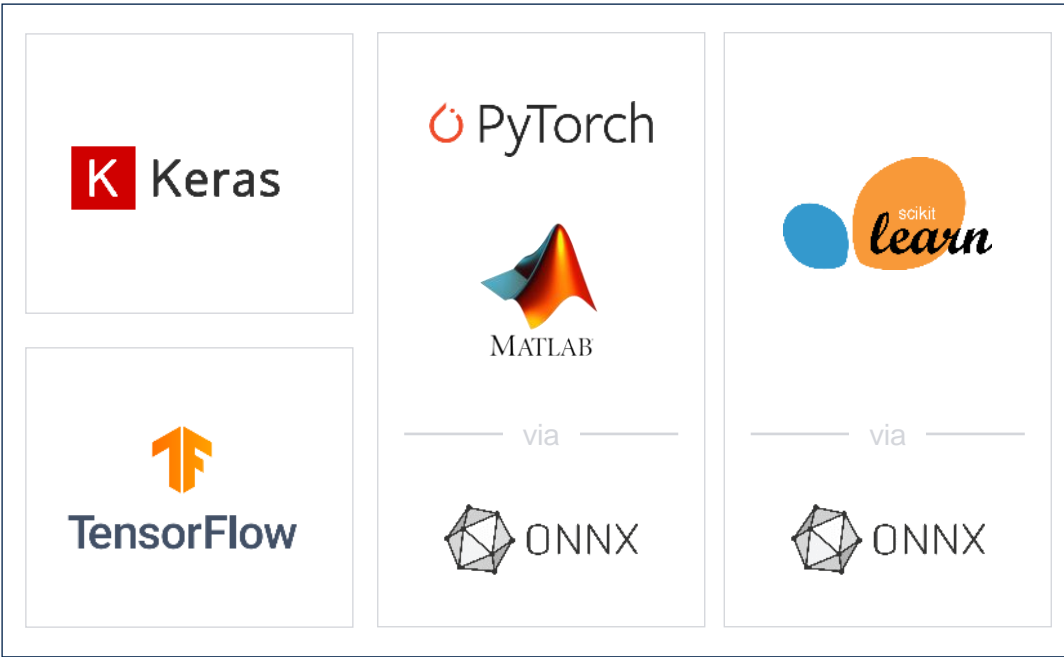 K Keras
TensorFlow
PyTorch
MATLAB
via
ONNX
scikit
learn
via
ONNX